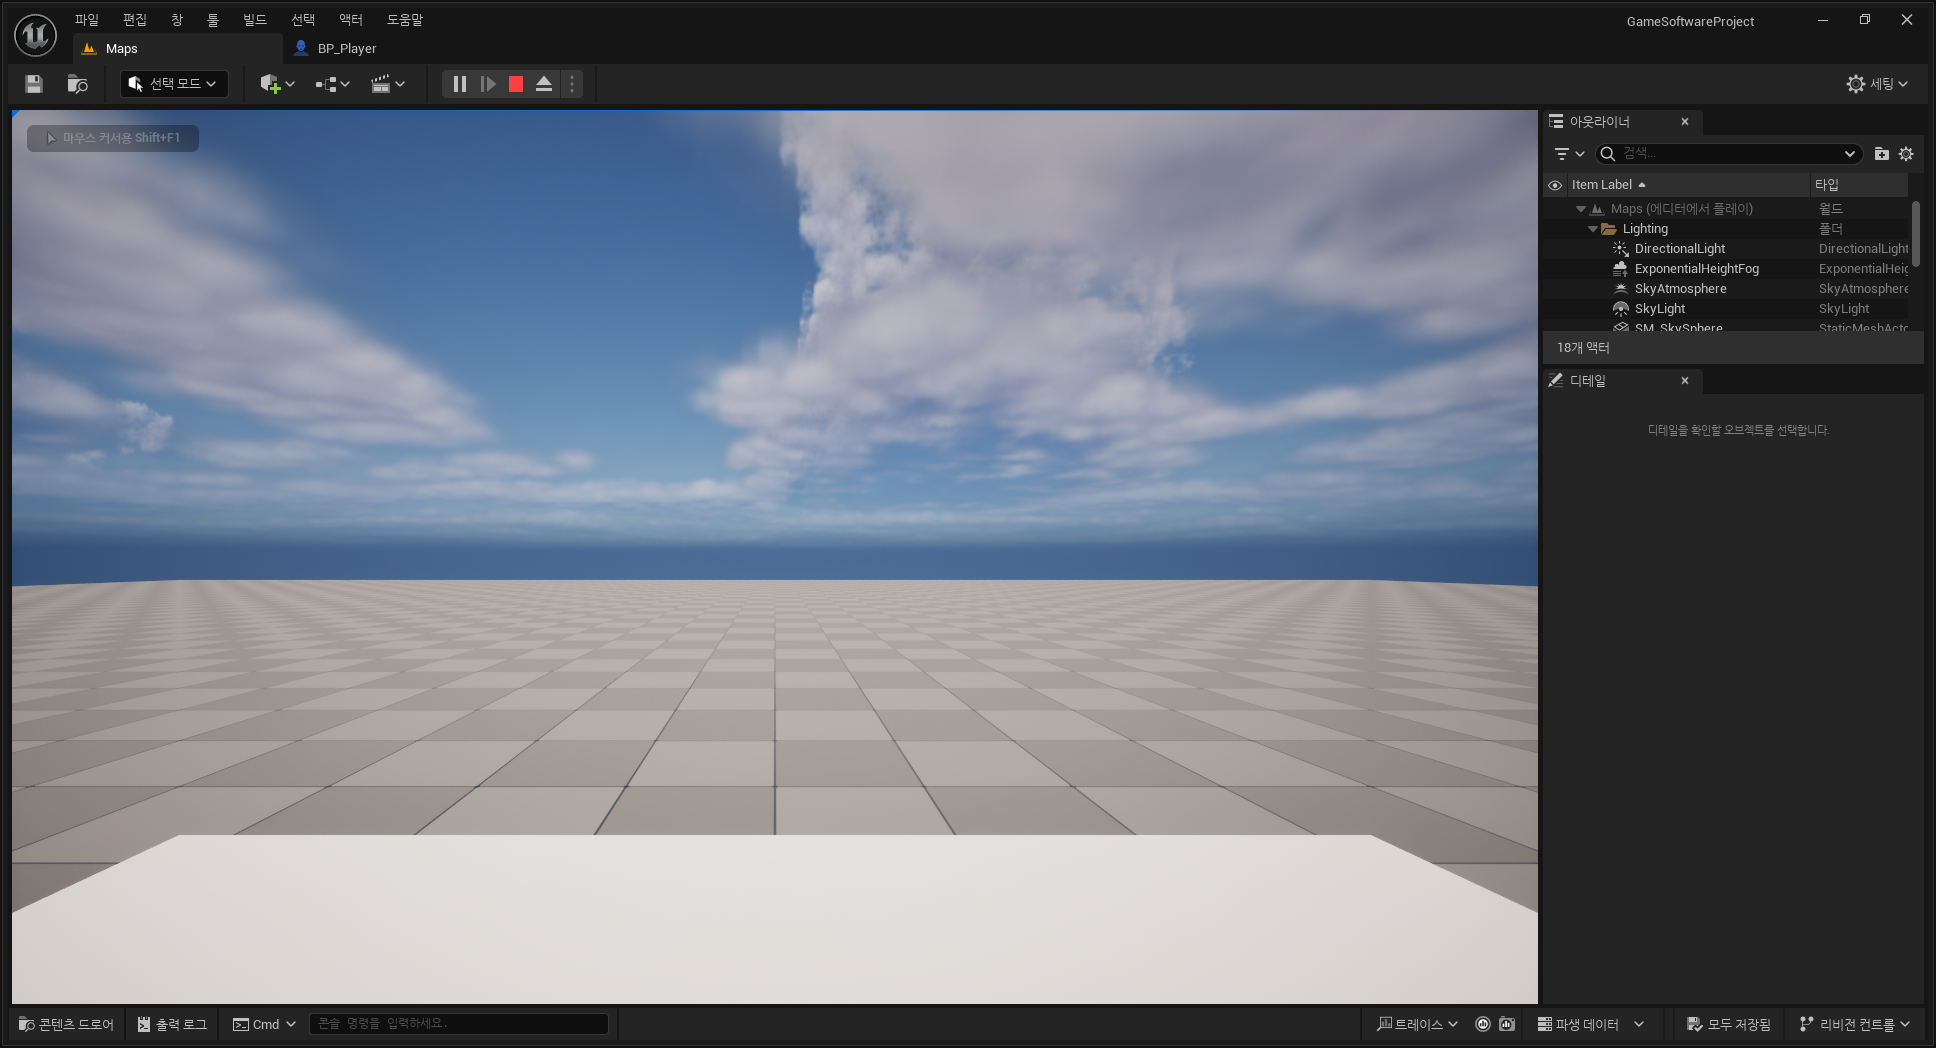 파일 편집 창 툴 빌드 선택 액터 도움말
GameSoftwareProject
Maps
BP_Player
선택 모드
세팅
마우스 커서용 Shift+F1
아웃라이너
검색...
Item Label 타입
Maps (에디터에서 플레이) 월드
Lighting 폴더
DirectionalLight DirectionalLight
ExponentialHeightFog ExponentialHeig
SkyAtmosphere SkyAtmosphere
SkyLight SkyLight
SM_SkySphere StaticMeshActo
18개 액터
디테일
디테일을 확인할 오브젝트를 선택합니다.
콘텐츠 드로어 출력 로그 Cmd 콘솔 명령을 입력하세요. 트레이스 파생 데이터 모두 저장됨 리비전 컨트롤